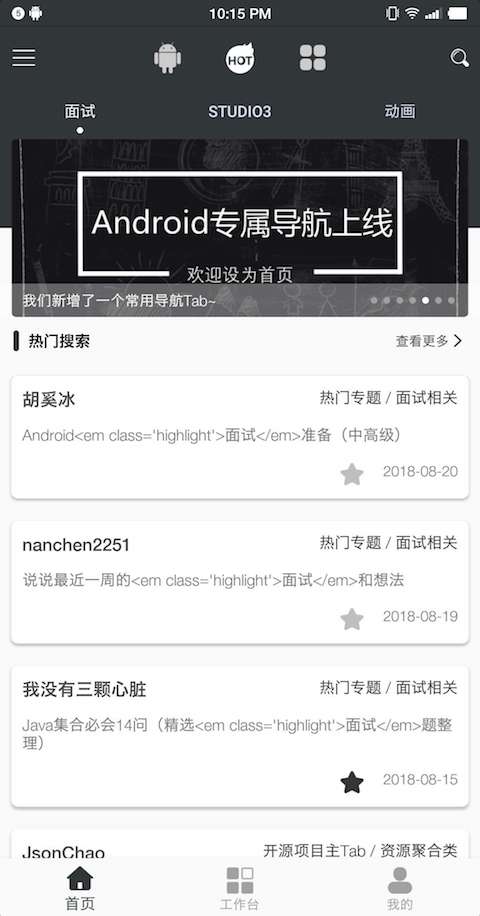 5
10:15 PM
HOT
面试
STUDIO3
动画
Android专属导航上线
欢迎设为首页
我们新增了一个常用导航Tab~
热门搜索
查看更多
胡奚冰
热门专题 / 面试相关
Android<em class='highlight'>面试</em>准备（中高级）
2018-08-20
nanchen2251
热门专题 / 面试相关
说说最近一周的<em class='highlight'>面试</em>和想法
2018-08-19
我没有三颗心脏
热门专题 / 面试相关
Java集合必会14问（精选<em class='highlight'>面试</em>题整
理）
2018-08-15
JsonChao
开源项目主Tab / 资源聚合类
首页
工作台
我的